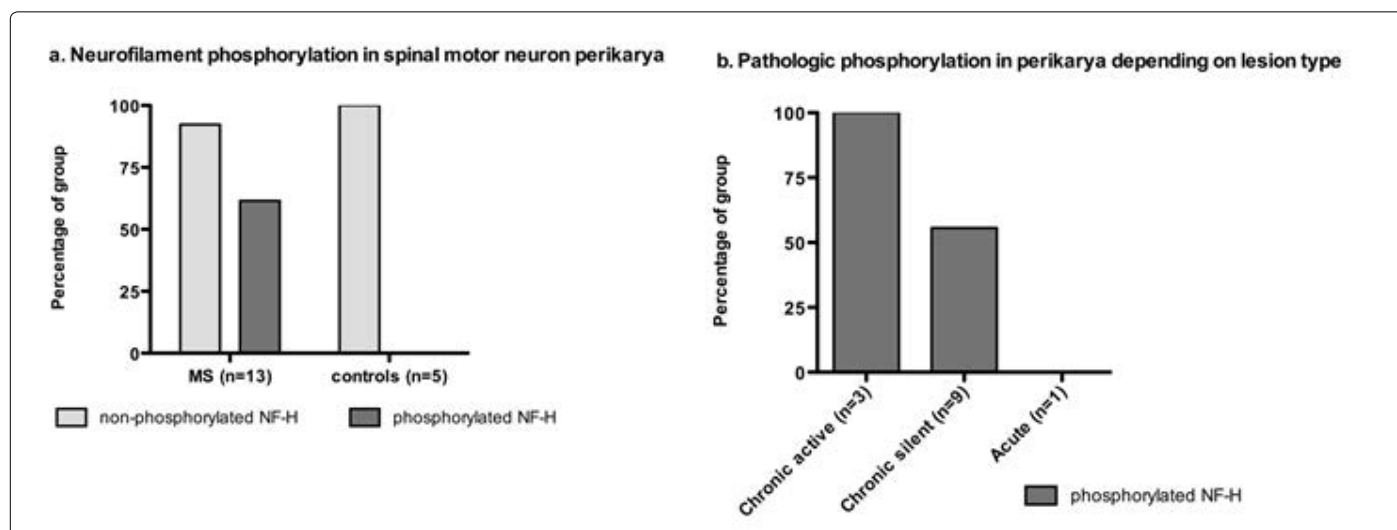 a. Neurofilament phosphorylation in spinal motor neuron perikarya
Percentage of group
100
75
50
25
0
MS (n=13)
controls (n=5)
non-phosphorylated NF-H
phosphorylated NF-H
b. Pathologic phosphorylation in perikarya depending on lesion type
Percentage of group
100
75
50
25
0
Chronic active (n=3)
Chronic silent (n=9)
Acute (n=1)
phosphorylated NF-H